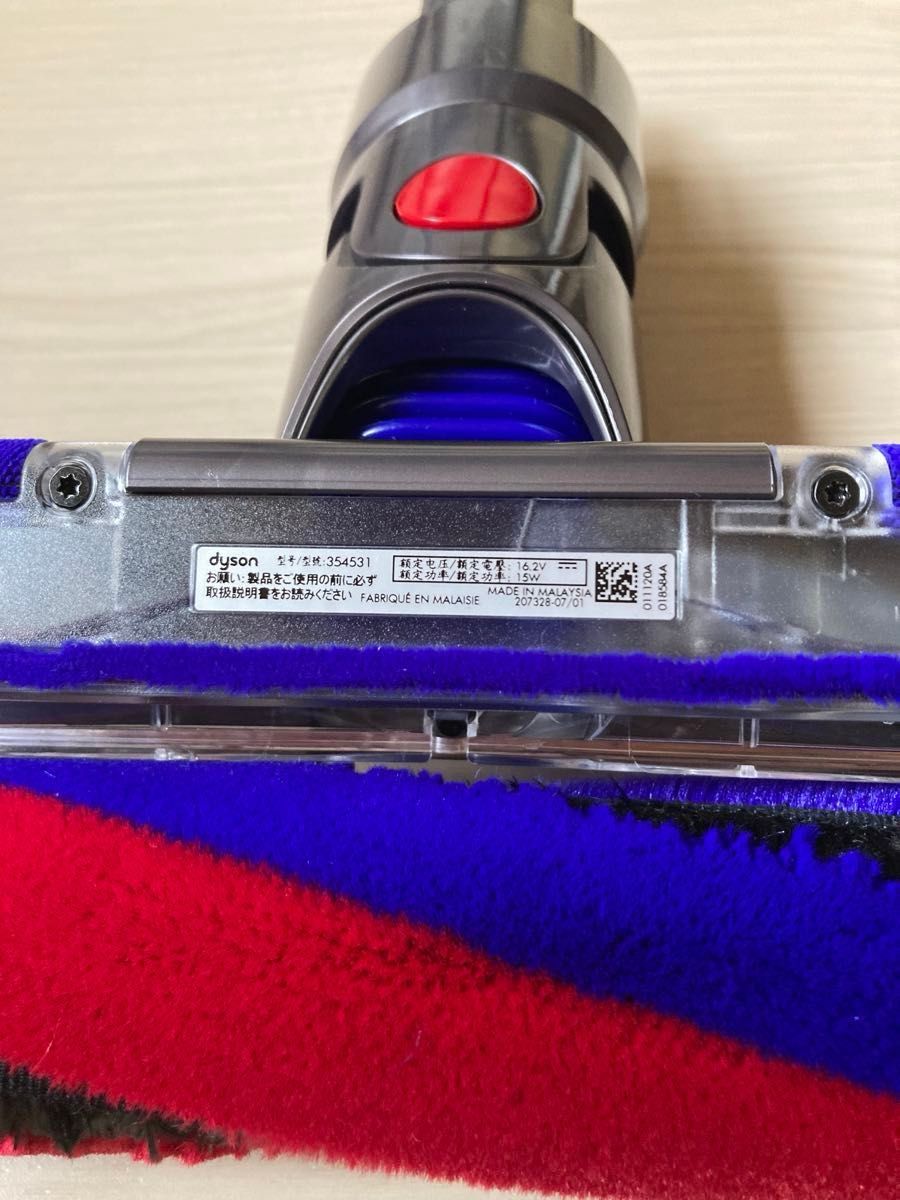 dyson 型号/型號:354531
お願い:製品をご使用の前に必ず
取扱説明書をお読みください FABRIQUÉ EN MALAISIE
额定电压/額定電壓:16.2V
额定功率/額定功率:15W
MADE IN MALAYSIA
207328-07/01
011120A
018584A